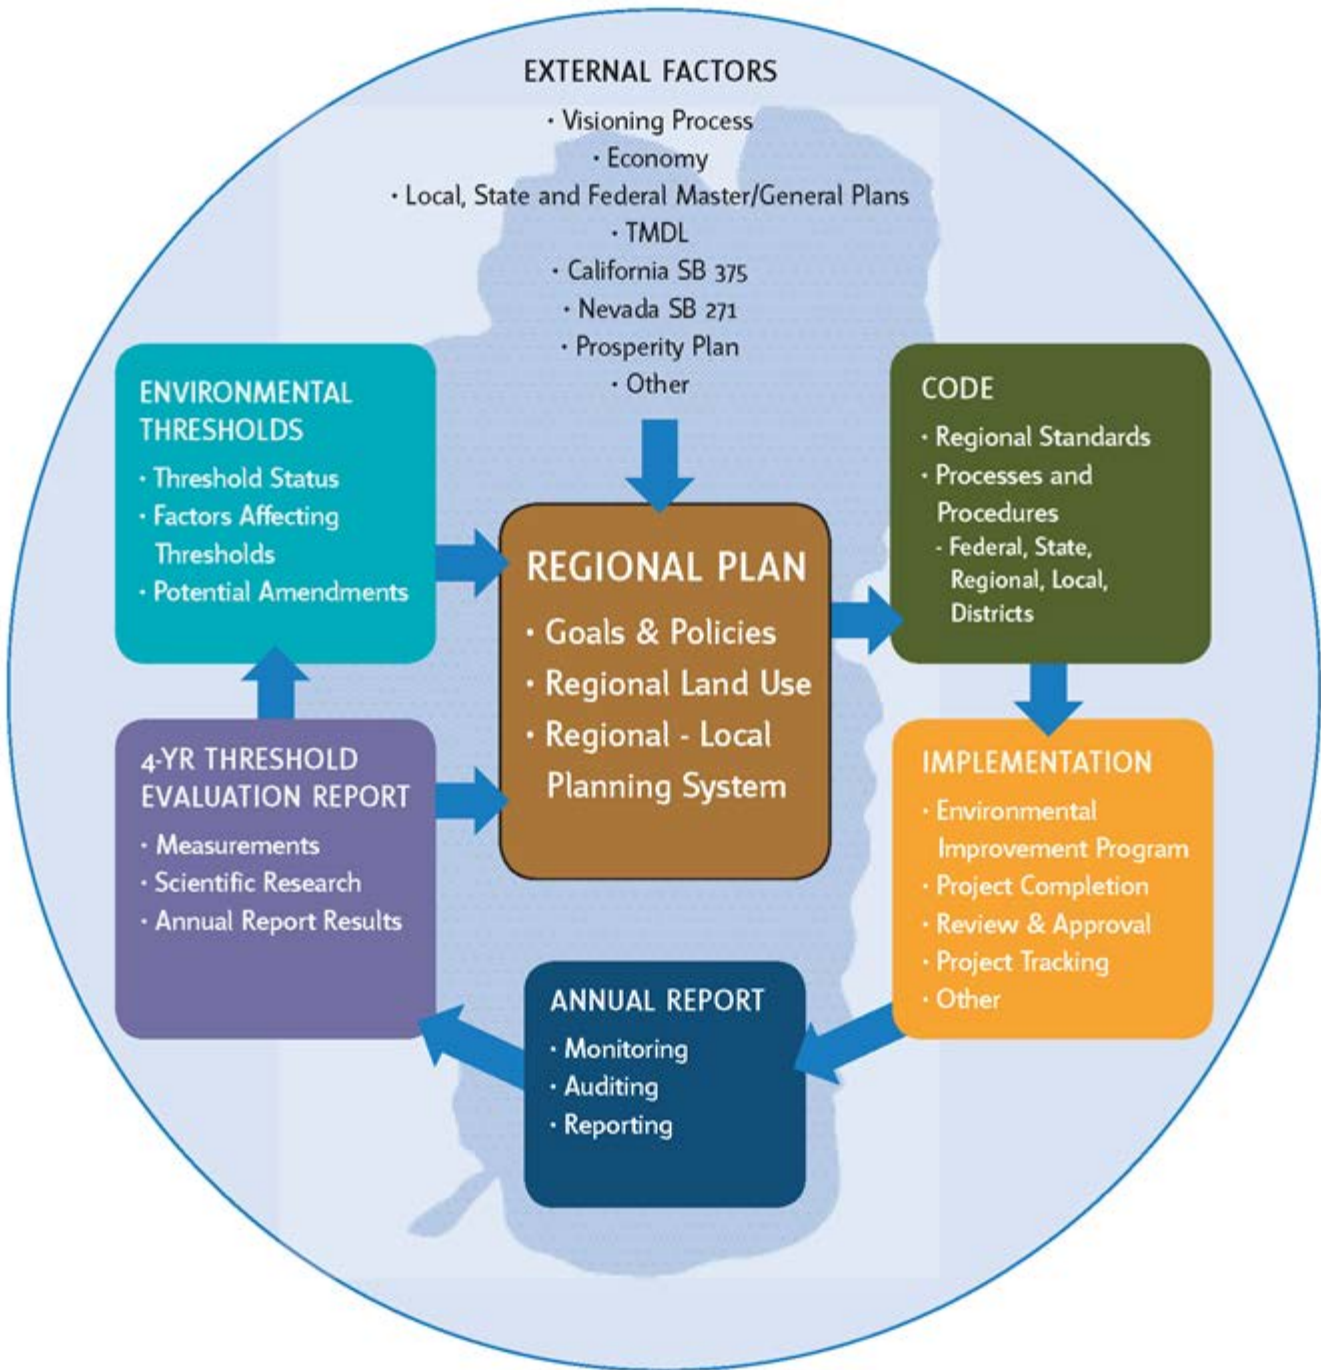 EXTERNAL FACTORS
· Visioning Process
· Economy
· Local, State and Federal Master/General Plans
· TMDL
· California SB 375
· Nevada SB 271
· Prosperity Plan
· Other
ENVIRONMENTAL
THRESHOLDS
· Threshold Status
· Factors Affecting
Thresholds
· Potential Amendments
REGIONAL PLAN
· Goals & Policies
· Regional Land Use
· Regional - Local
Planning System
CODE
· Regional Standards
· Processes and
Procedures
- Federal, State,
Regional, Local,
Districts
IMPLEMENTATION
· Environmental
Improvement Program
· Project Completion
· Review & Approval
· Project Tracking
· Other
ANNUAL REPORT
· Monitoring
· Auditing
· Reporting
4-YR THRESHOLD
EVALUATION REPORT
· Measurements
· Scientific Research
· Annual Report Results